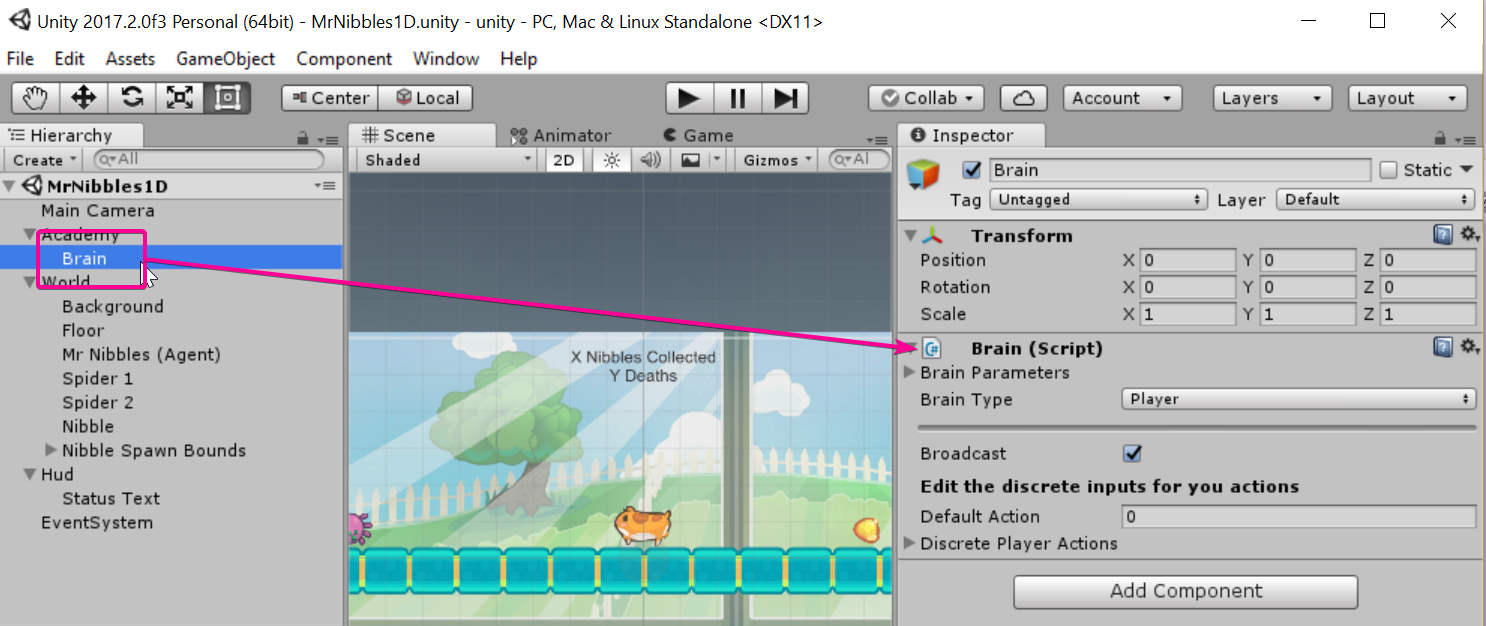 Unity 2017.2.0f3 Personal (64bit) - MrNibbles1D.unity - unity - PC, Mac & Linux Standalone <DX11>
File Edit Assets GameObject Component Window Help
Center Local Collab Account Layers Layout
Hierarchy
Create All
MrNibbles1D
Main Camera
Academy
Brain
World
Background
Floor
Mr Nibbles (Agent)
Spider 1
Spider 2
Nibble
Nibble Spawn Bounds
Hud
Status Text
EventSystem
Scene Animator Game
Shaded 2D Gizmos Al
X Nibbles Collected
Y Deaths
Inspector
Brain Static
Tag Untagged Layer Default
Transform
Position X 0 Y 0 Z 0
Rotation X 0 Y 0 Z 0
Scale X 1 Y 1 Z 1
C# Brain (Script)
Brain Parameters
Brain Type Player
Broadcast
Edit the discrete inputs for you actions
Default Action 0
Discrete Player Actions
Add Component